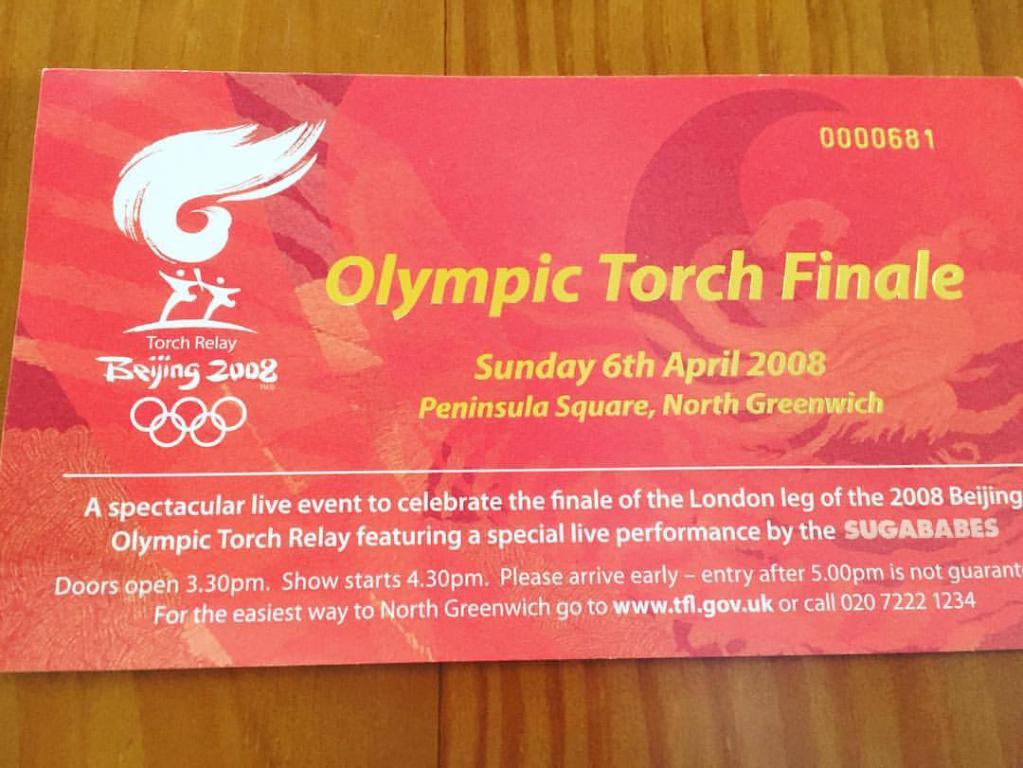 0000681
Olympic Torch Finale
Torch Relay
Beijing 2008
Sunday 6th April 2008
Peninsula Square, North Greenwich
A spectacular live event to celebrate the finale of the London leg of the 2008 Beijing
Olympic Torch Relay featuring a special live performance by the SUGABABES
Doors open 3.30pm. Show starts 4.30pm. Please arrive early – entry after 5.00pm is not guarant
For the easiest way to North Greenwich go to www.tfl.gov.uk or call 020 7222 1234